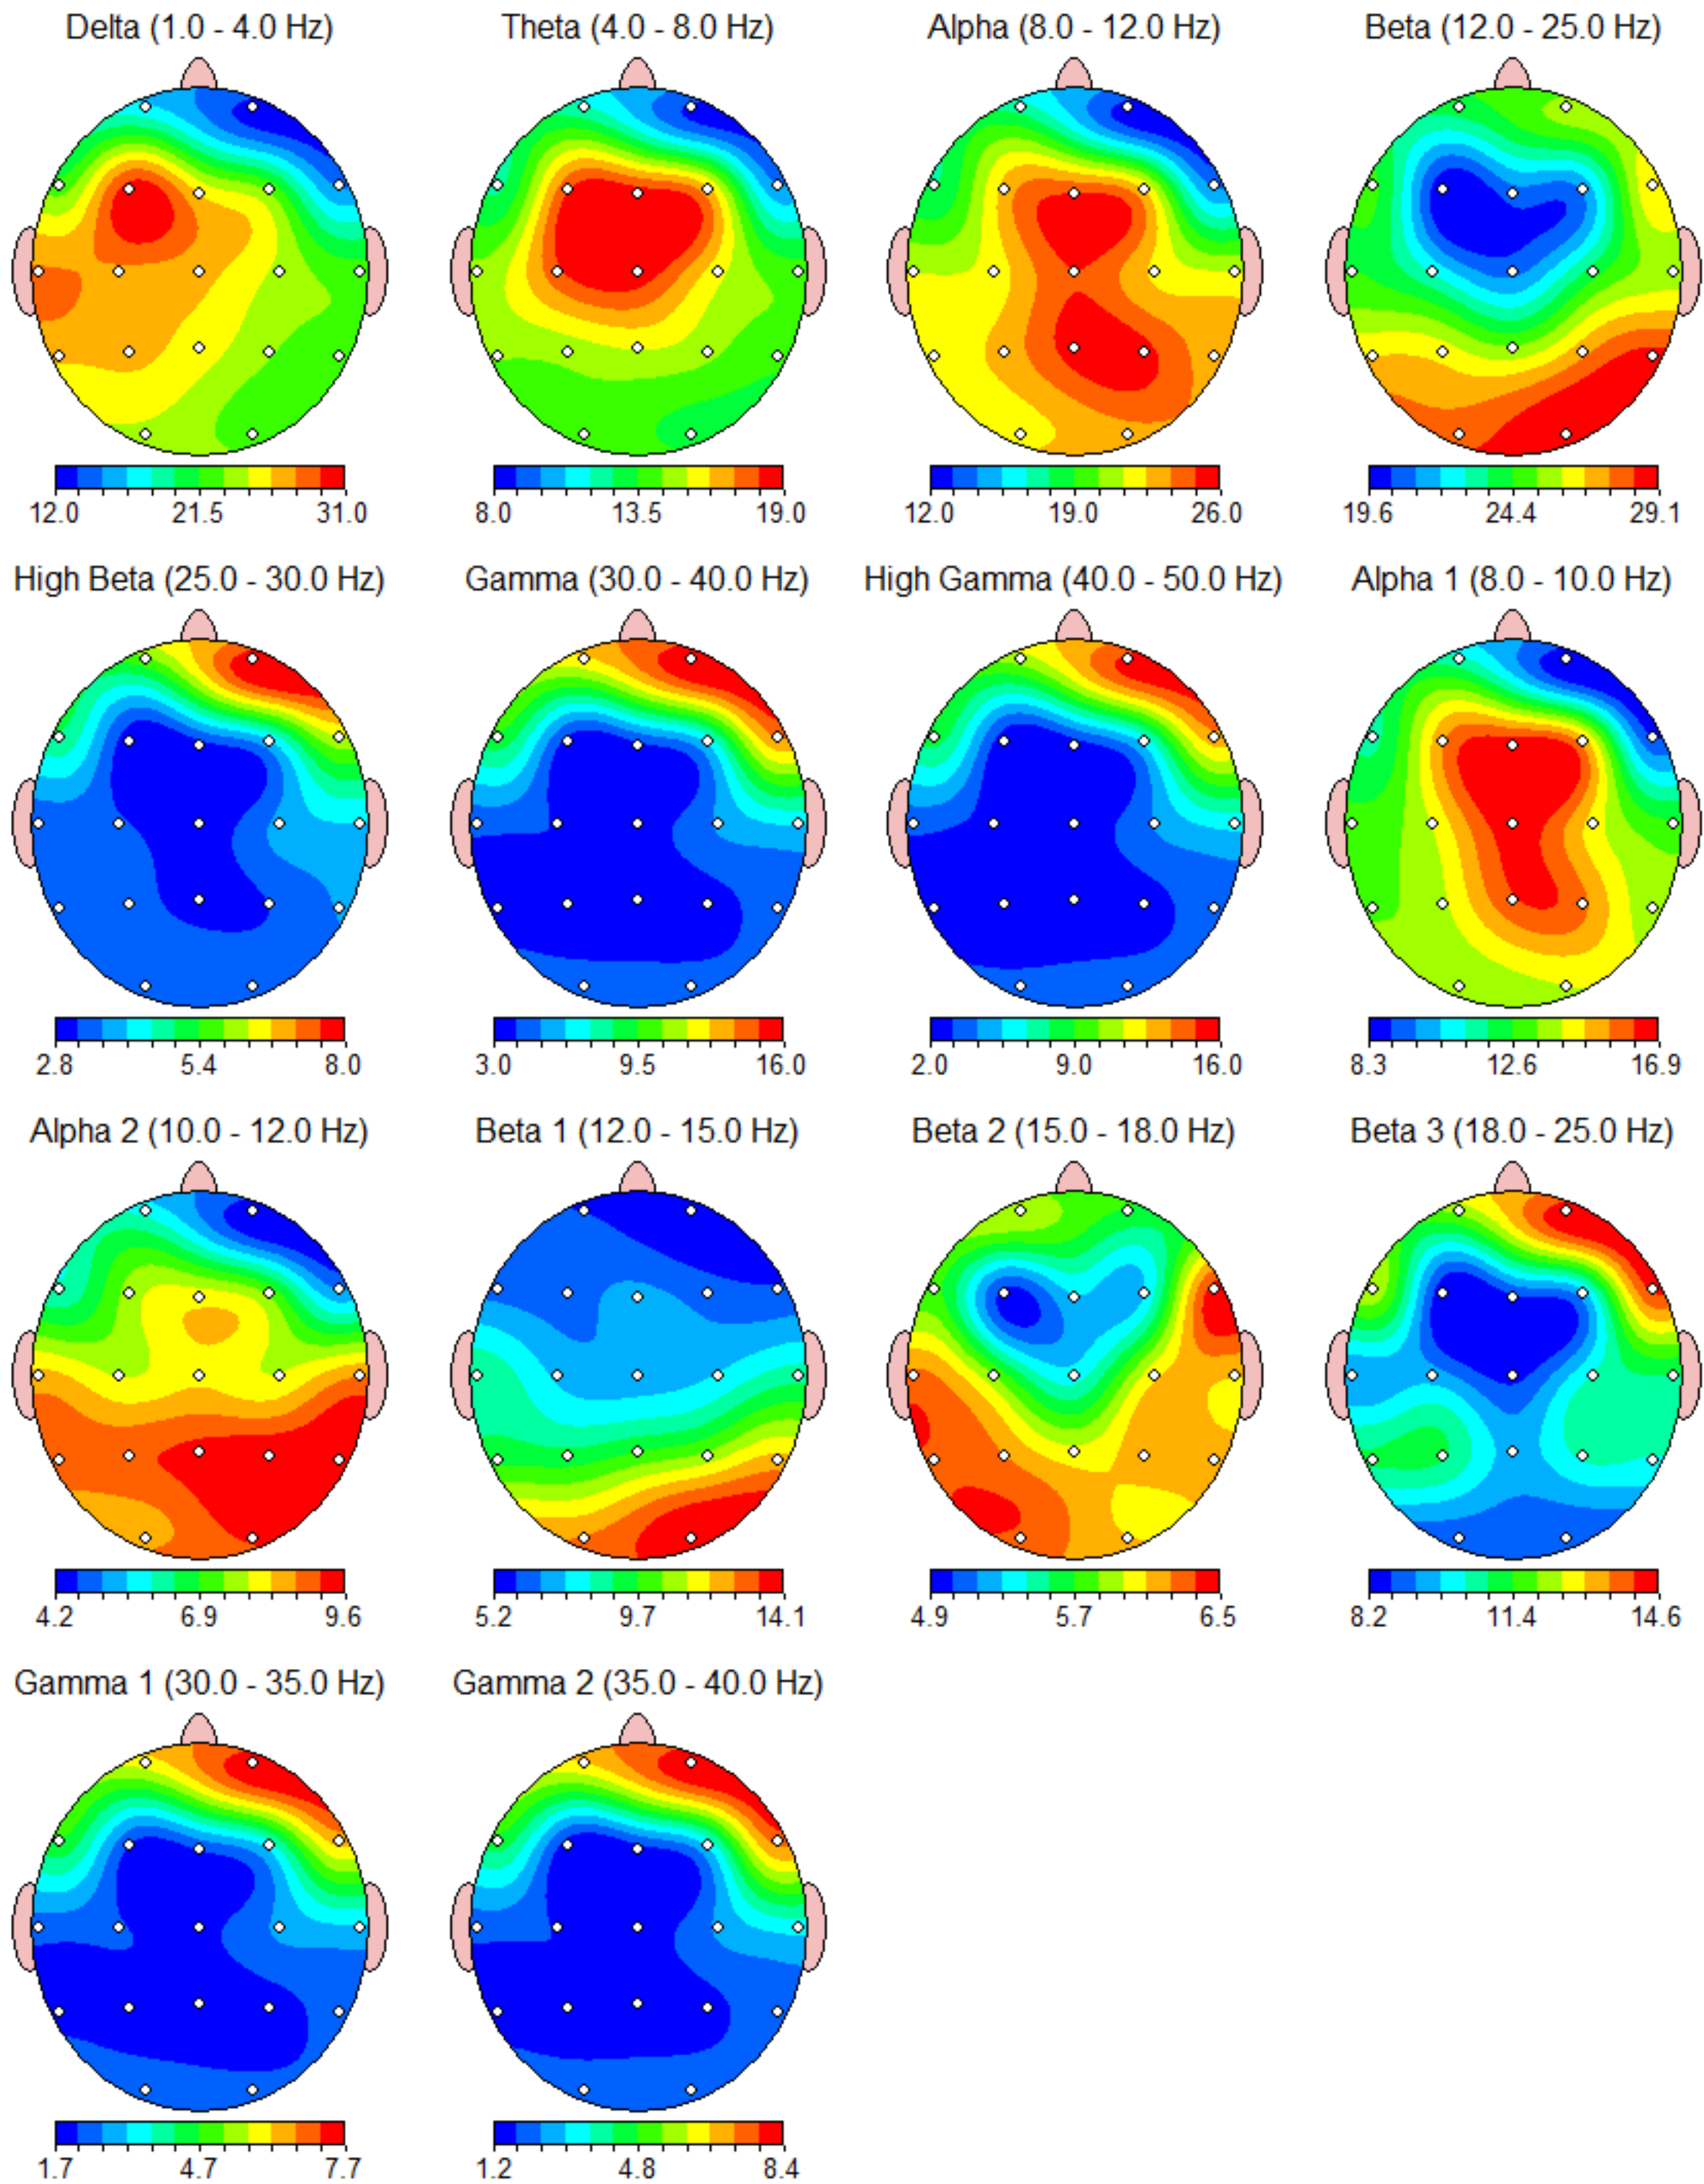 Delta (1.0 - 4.0 Hz) Theta (4.0 - 8.0 Hz) Alpha (8.0 - 12.0 Hz) Beta (12.0 - 25.0 Hz)
12.0 21.5 31.0 8.0 13.5 19.0 12.0 19.0 26.0 19.6 24.4 29.1
High Beta (25.0 - 30.0 Hz) Gamma (30.0 - 40.0 Hz) High Gamma (40.0 - 50.0 Hz) Alpha 1 (8.0 - 10.0 Hz)
2.8 5.4 8.0 3.0 9.5 16.0 2.0 9.0 16.0 8.3 12.6 16.9
Alpha 2 (10.0 - 12.0 Hz) Beta 1 (12.0 - 15.0 Hz) Beta 2 (15.0 - 18.0 Hz) Beta 3 (18.0 - 25.0 Hz)
4.2 6.9 9.6 5.2 9.7 14.1 4.9 5.7 6.5 8.2 11.4 14.6
Gamma 1 (30.0 - 35.0 Hz) Gamma 2 (35.0 - 40.0 Hz)
1.7 4.7 7.7 1.2 4.8 8.4